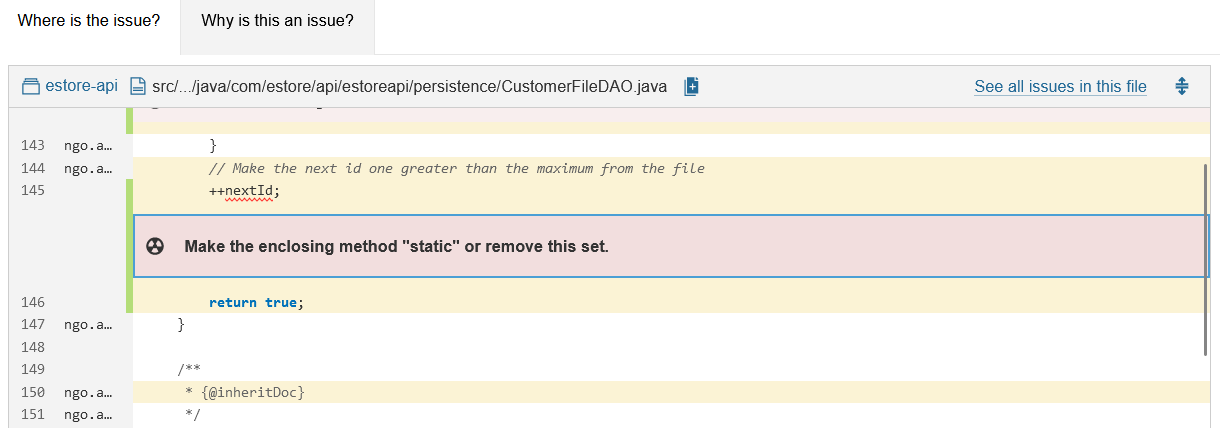 Where is the issue? Why is this an issue?
estore-api src/.../java/com/estore/api/estoreapi/persistence/CustomerFileDAO.java See all issues in this file
143 ngo.a... }
144 ngo.a... // Make the next id one greater than the maximum from the file
145 ++nextId;
Make the enclosing method "static" or remove this set.
146 return true;
147 ngo.a... }
148
149 /**
150 ngo.a... * {@inheritDoc}
151 ngo.a... */